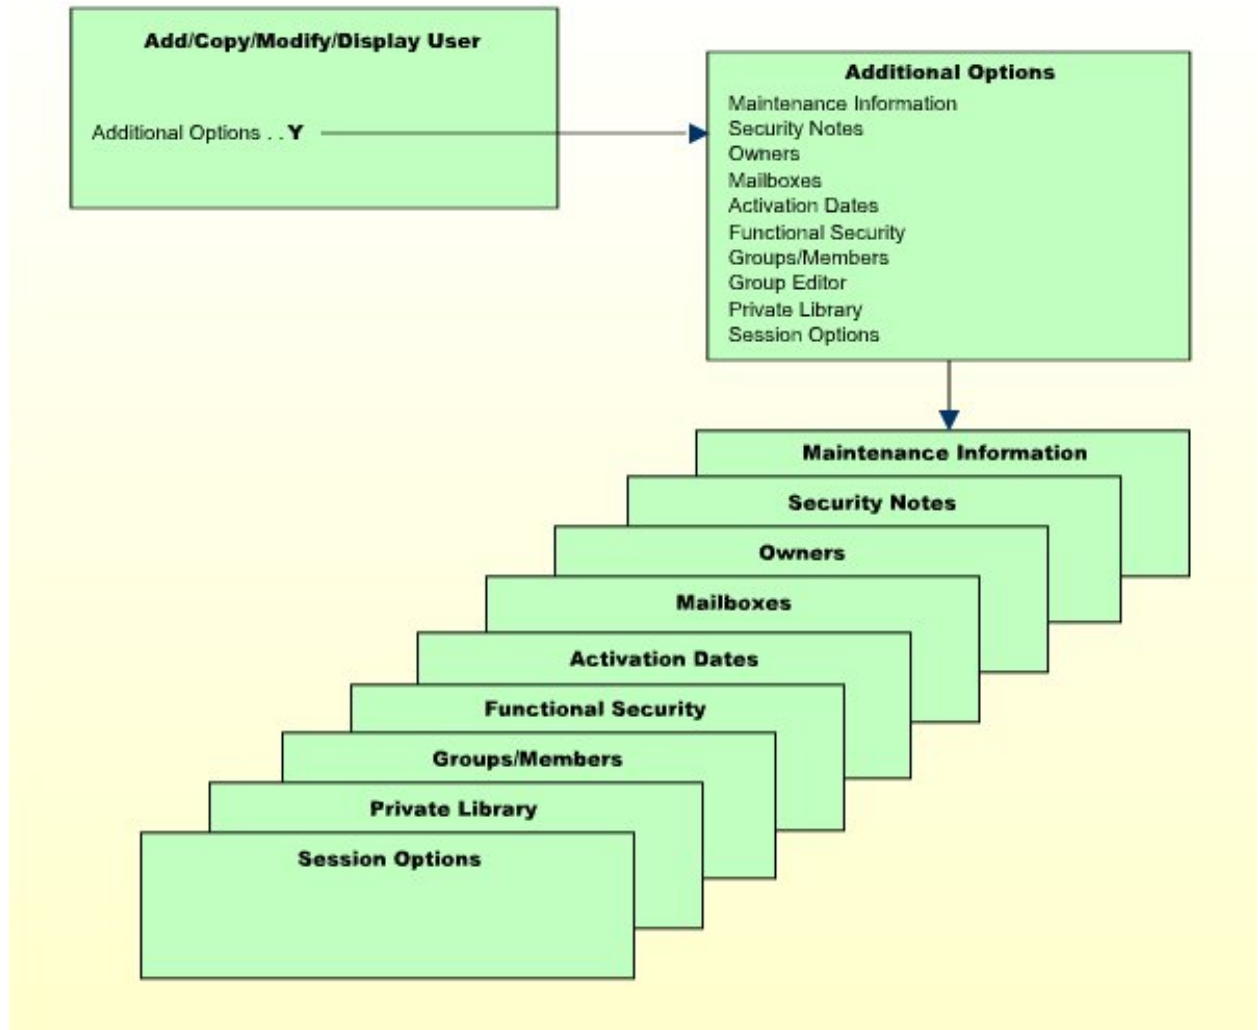 Add/Copy/Modify/Display User
Additional Options . . Y
Additional Options
Maintenance Information
Security Notes
Owners
Mailboxes
Activation Dates
Functional Security
Groups/Members
Group Editor
Private Library
Session Options
Maintenance Information
Security Notes
Owners
Mailboxes
Activation Dates
Functional Security
Groups/Members
Private Library
Session Options